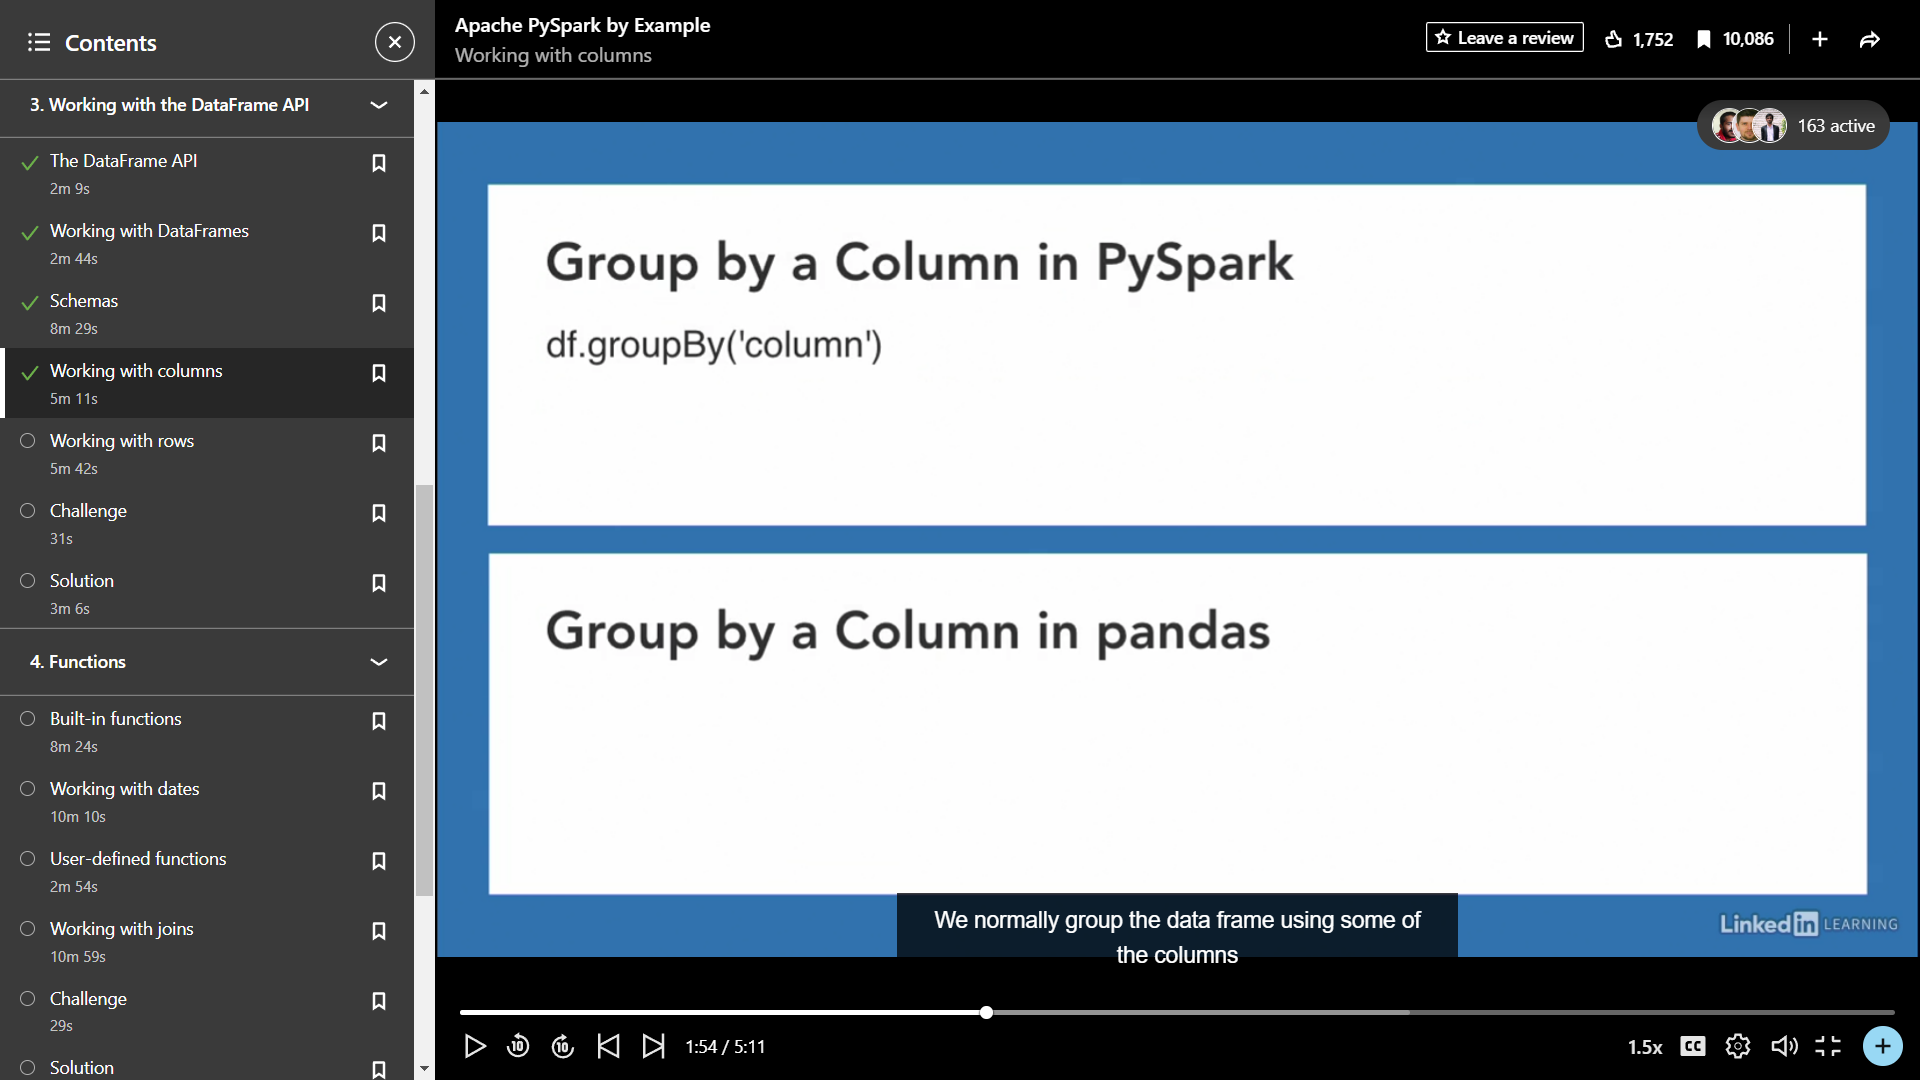 Contents
3. Working with the DataFrame API
The DataFrame API
2m 9s
Working with DataFrames
2m 44s
Schemas
8m 29s
Working with columns
5m 11s
Working with rows
5m 42s
Challenge
31s
Solution
3m 6s
4. Functions
Built-in functions
8m 24s
Working with dates
10m 10s
User-defined functions
2m 54s
Working with joins
10m 59s
Challenge
29s
Solution
Apache PySpark by Example
Working with columns
Leave a review
1,752
10,086
163 active
Group by a Column in PySpark
df.groupBy('column')
Group by a Column in pandas
We normally group the data frame using some of
the columns
Linked in LEARNING
10
10
1:54 / 5:11
1.5x
CC